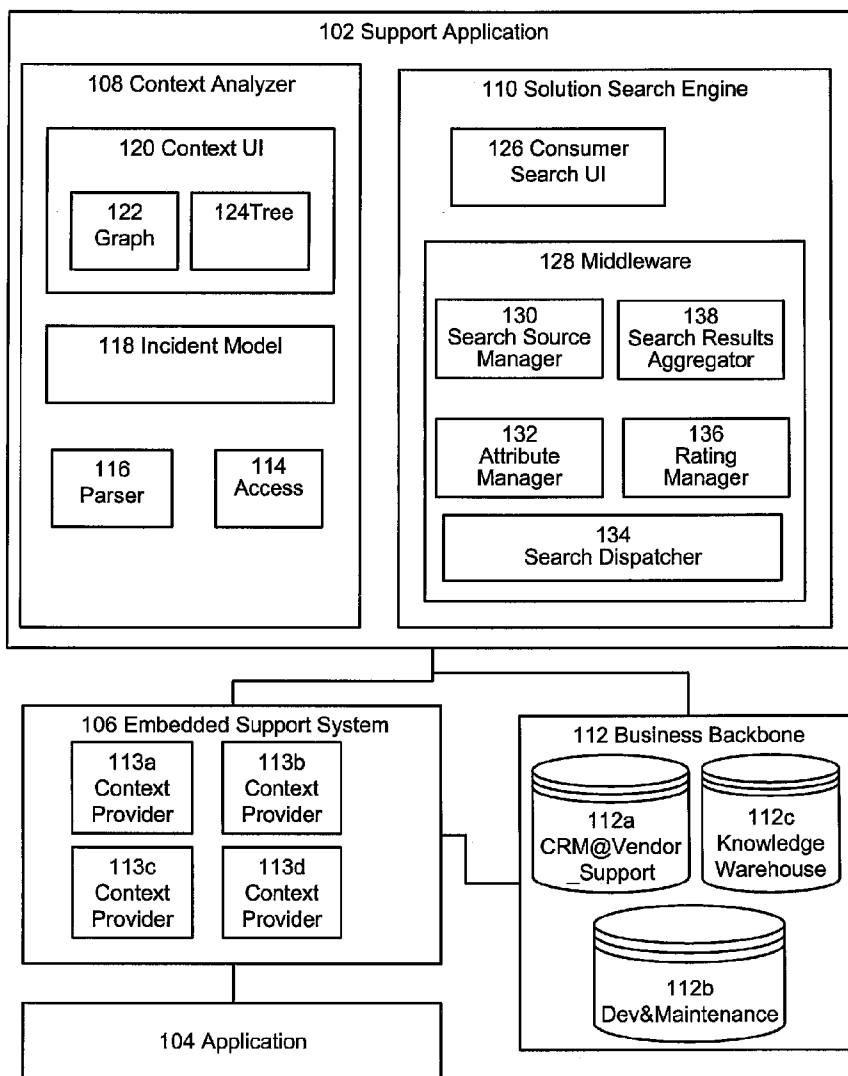 102 Support Application
108 Context Analyzer
120 Context UI
122
Graph
124Tree
118 Incident Model
116
Parser
114
Access
110 Solution Search Engine
126 Consumer
Search UI
128 Middleware
130
Search Source
Manager
138
Search Results
Aggregator
132
Attribute
Manager
136
Rating
Manager
134
Search Dispatcher
106 Embedded Support System
113a
Context
Provider
113b
Context
Provider
113c
Context
Provider
113d
Context
Provider
112 Business Backbone
112a
CRM@Vendor
_Support
112c
Knowledge
Warehouse
112b
Dev&Maintenance
104 Application